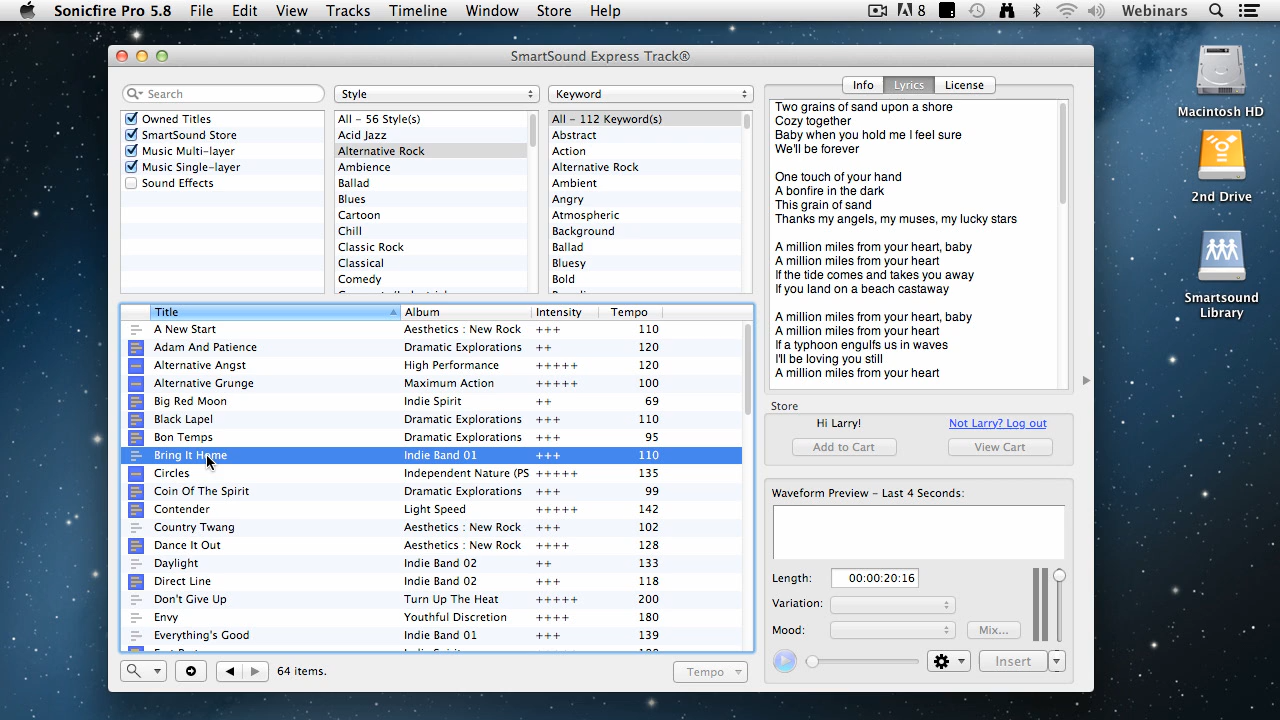 Sonicfire Pro 5.8 File Edit View Tracks Timeline Window Store Help 8 Webinars
SmartSound Express Track®
Search
Owned Titles
SmartSound Store
Music Multi-layer
Music Single-layer
Sound Effects
Style
All - 56 Style(s)
Acid Jazz
Alternative Rock
Ambience
Ballad
Blues
Cartoon
Chill
Classic Rock
Classical
Comedy
Keyword
All - 112 Keyword(s)
Abstract
Action
Alternative Rock
Ambient
Angry
Atmospheric
Background
Ballad
Bluesy
Bold
Title Album Intensity Tempo
A New Start Aesthetics : New Rock +++ 110
Adam And Patience Dramatic Explorations ++ 120
Alternative Angst High Performance +++++ 120
Alternative Grunge Maximum Action +++++ 100
Big Red Moon Indie Spirit ++ 69
Black Lapel Dramatic Explorations +++ 110
Bon Temps Dramatic Explorations +++ 95
Bring It Home Indie Band 01 +++ 110
Circles Independent Nature (PS +++++ 135
Coin Of The Spirit Dramatic Explorations +++ 99
Contender Light Speed +++++ 142
Country Twang Aesthetics : New Rock +++ 102
Dance It Out Aesthetics : New Rock ++++ 128
Daylight Indie Band 02 ++ 133
Direct Line Indie Band 02 +++ 118
Don't Give Up Turn Up The Heat +++++ 200
Envy Youthful Discretion ++++ 180
Everything's Good Indie Band 01 +++ 139
64 items.
Tempo
Info Lyrics License
Two grains of sand upon a shore
Cozy together
Baby when you hold me I feel sure
We'll be forever
One touch of your hand
A bonfire in the dark
This grain of sand
Thanks my angels, my muses, my lucky stars
A million miles from your heart, baby
A million miles from your heart
If the tide comes and takes you away
If you land on a beach castaway
A million miles from your heart, baby
A million miles from your heart
If a typhoon engulfs us in waves
I'll be loving you still
A million miles from your heart
Store
Hi Larry! Not Larry? Log out
Add to Cart View Cart
Waveform Preview - Last 4 Seconds:
Length: 00:00:20:16
Variation:
Mood: Mix...
Insert
Macintosh HD
2nd Drive
Smartsound
Library